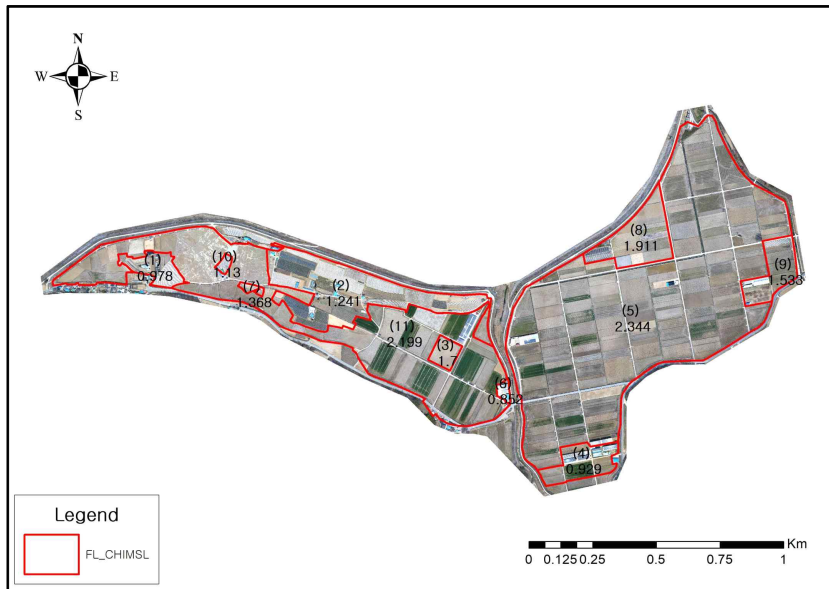 N
W
E
S
(1)
0.978
(10)
1.13
(7)
1.368
(2)
1.241
(11)
2.199
(3)
1.7
(6)
0.852
(8)
1.911
(9)
1.533
(5)
2.344
(4)
0.929
Legend
FL_CHIMSL
Km
0 0.125 0.25 0.5 0.75 1